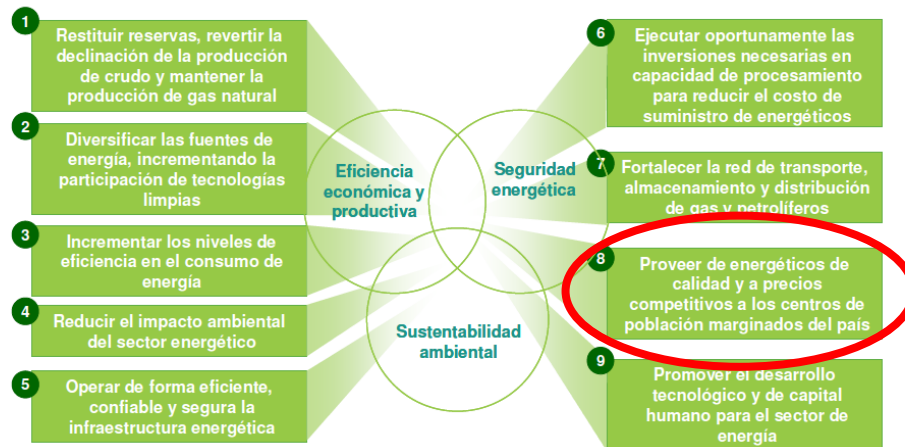 1
Restituir reservas, revertir la
declinación de la producción
de crudo y mantener la
producción de gas natural
2
Diversificar las fuentes de
energía, incrementando la
participación de tecnologías
limpias
3
Incrementar los niveles de
eficiencia en el consumo de
energía
4
Reducir el impacto ambiental
del sector energético
5
Operar de forma eficiente,
confiable y segura la
infraestructura energética
Eficiencia
económica y
productiva
Seguridad
energética
Sustentabilidad
ambiental
6
Ejecutar oportunamente las
inversiones necesarias en
capacidad de procesamiento
para reducir el costo de
suministro de energéticos
7
Fortalecer la red de transporte,
almacenamiento y distribución
de gas y petrolíferos
8
Proveer de energéticos de
calidad y a precios
competitivos a los centros de
población marginados del país
9
Promover el desarrollo
tecnológico y de capital
humano para el sector de
energía